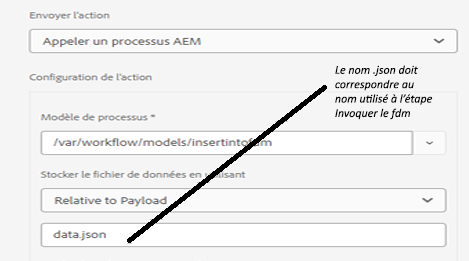 Envoyer l'action
Appeler un processus AEM
Configuration de l'action
Le nom .json doit
correspondre au
nom utilisé à l'étape
Invoquer le fdm
Modèle de processus *
/var/workflow/models/insertintofdm
Stocker le fichier de données en utilisant
Relative to Payload
data.json